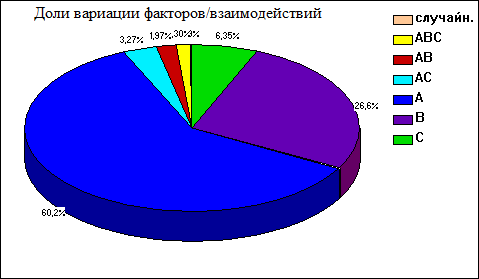 Доли вариации факторов/взаимодействий
случайн.
ABC
AB
AC
A
B
C
3,27%
1,97%
6,35%
26,6%
60,2%